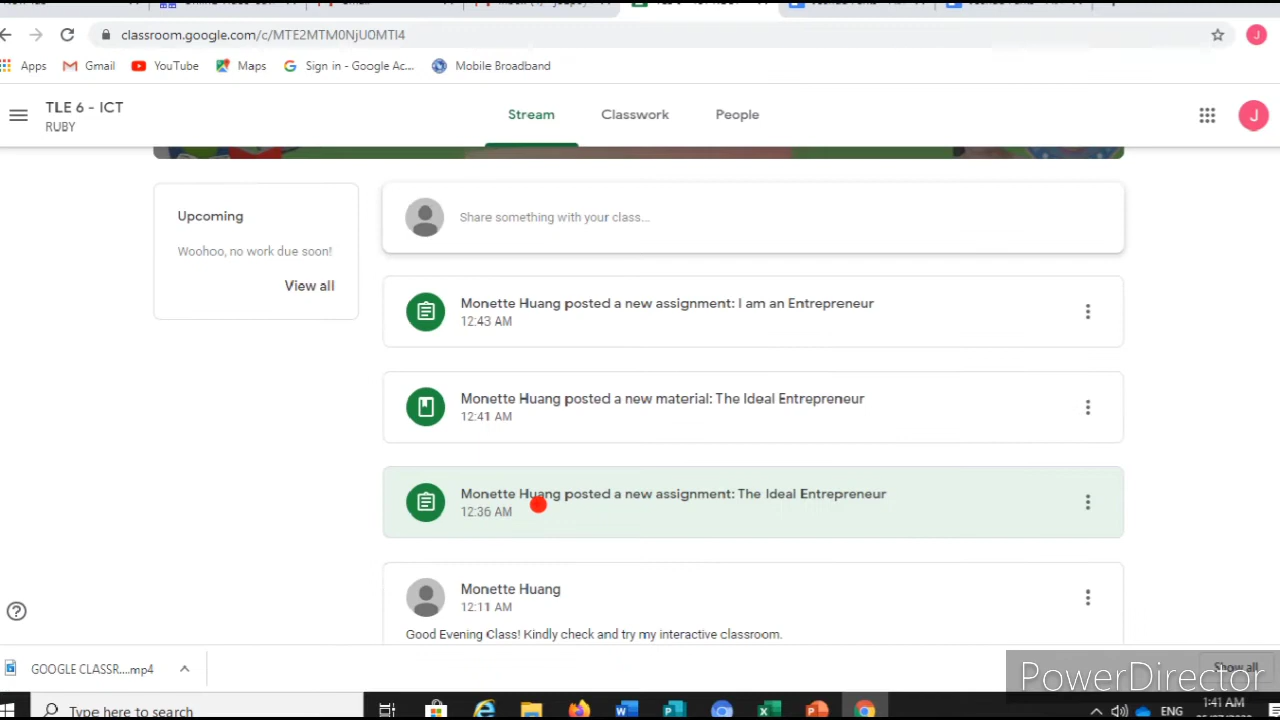 classroom.google.com/c/MTE2MTM0NjU0MTI4
J
Apps
Gmail
YouTube
Maps
Sign in - Google Ac...
Mobile Broadband
TLE 6 - ICT
RUBY
Stream
Classwork
People
J
Upcoming
Woohoo, no work due soon!
View all
Share something with your class...
Monette Huang posted a new assignment: I am an Entrepreneur
12:43 AM
Monette Huang posted a new material: The Ideal Entrepreneur
12:41 AM
Monette Huang posted a new assignment: The Ideal Entrepreneur
12:36 AM
Monette Huang
12:11 AM
Good Evening Class! Kindly check and try my interactive classroom.
GOOGLE CLASSR....mp4
Show all
PowerDirector
Type here to search
ENG
1:41 AM